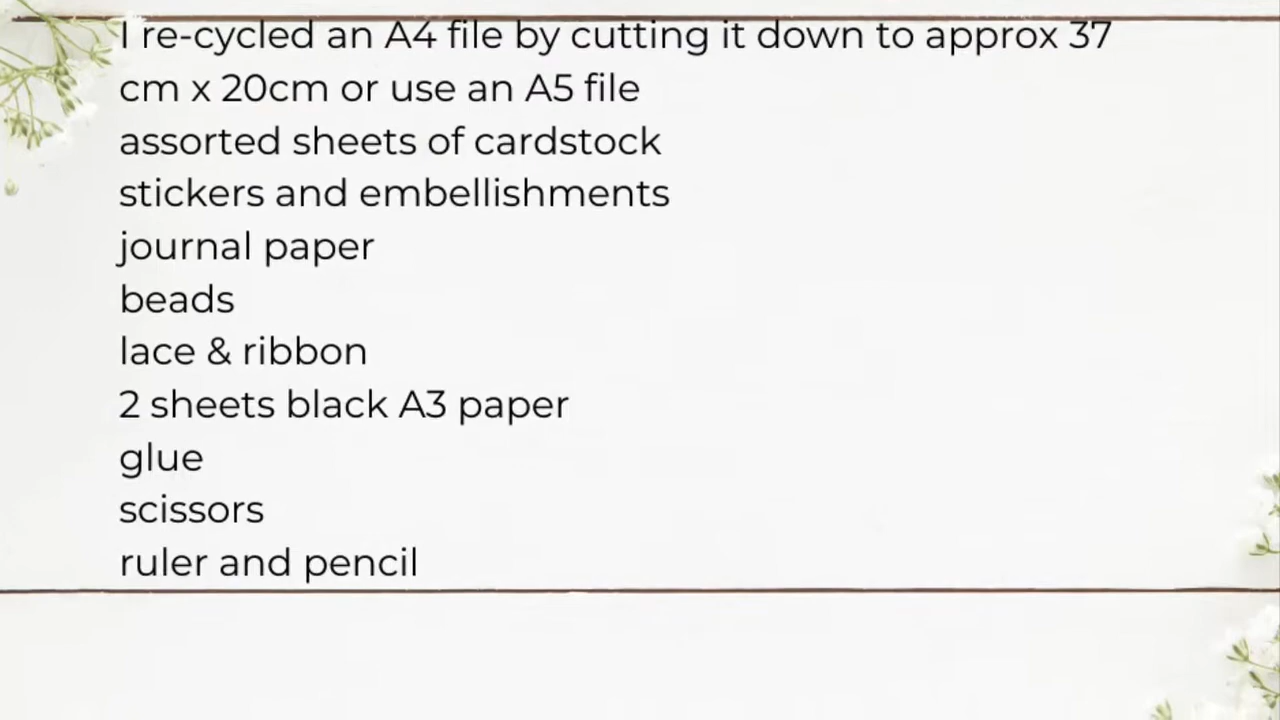 I re-cycled an A4 file by cutting it down to approx 37
cm x 20cm or use an A5 file
assorted sheets of cardstock
stickers and embellishments
journal paper
beads
lace & ribbon
2 sheets black A3 paper
glue
scissors
ruler and pencil